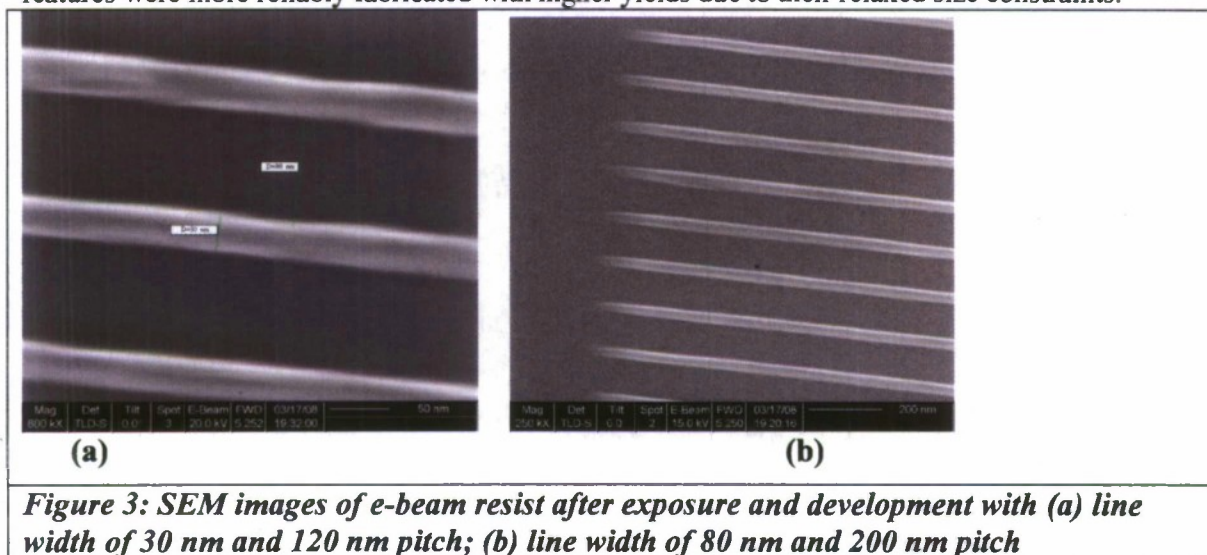 features were more reliably fabricated with higher yields due to their relaxed size constraints.
Mag Det Tilt Spot E-Beam FWD 03/17/08 50 nm
800 kX TLD-S 0.0° 3 20.0 kV 5.252 19:32:00
Mag Det Tilt Spot E-Beam FWD 03/17/08 200 nm
250 kX TLD-S 0.0° 2 15.0 kV 5.250 19:20:16
(a) (b)
Figure 3: SEM images of e-beam resist after exposure and development with (a) line
width of 30 nm and 120 nm pitch; (b) line width of 80 nm and 200 nm pitch